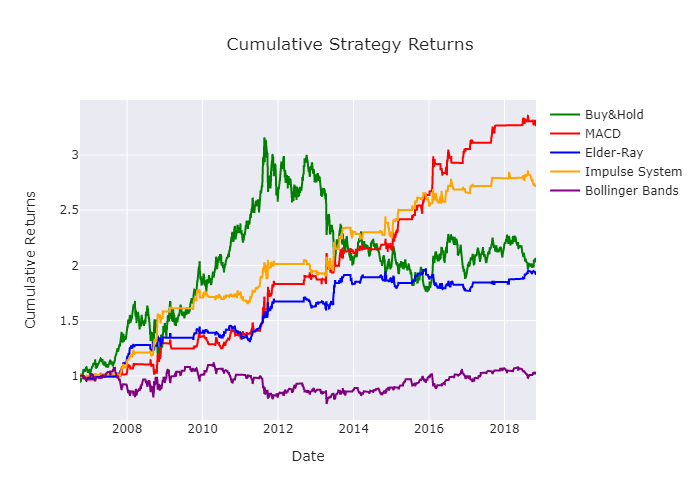 Cumulative Strategy Returns
Buy&Hold
MACD
Elder-Ray
Impulse System
Bollinger Bands
3
2.5
2
1.5
1
Cumulative Returns
2008
2010
2012
2014
2016
2018
Date